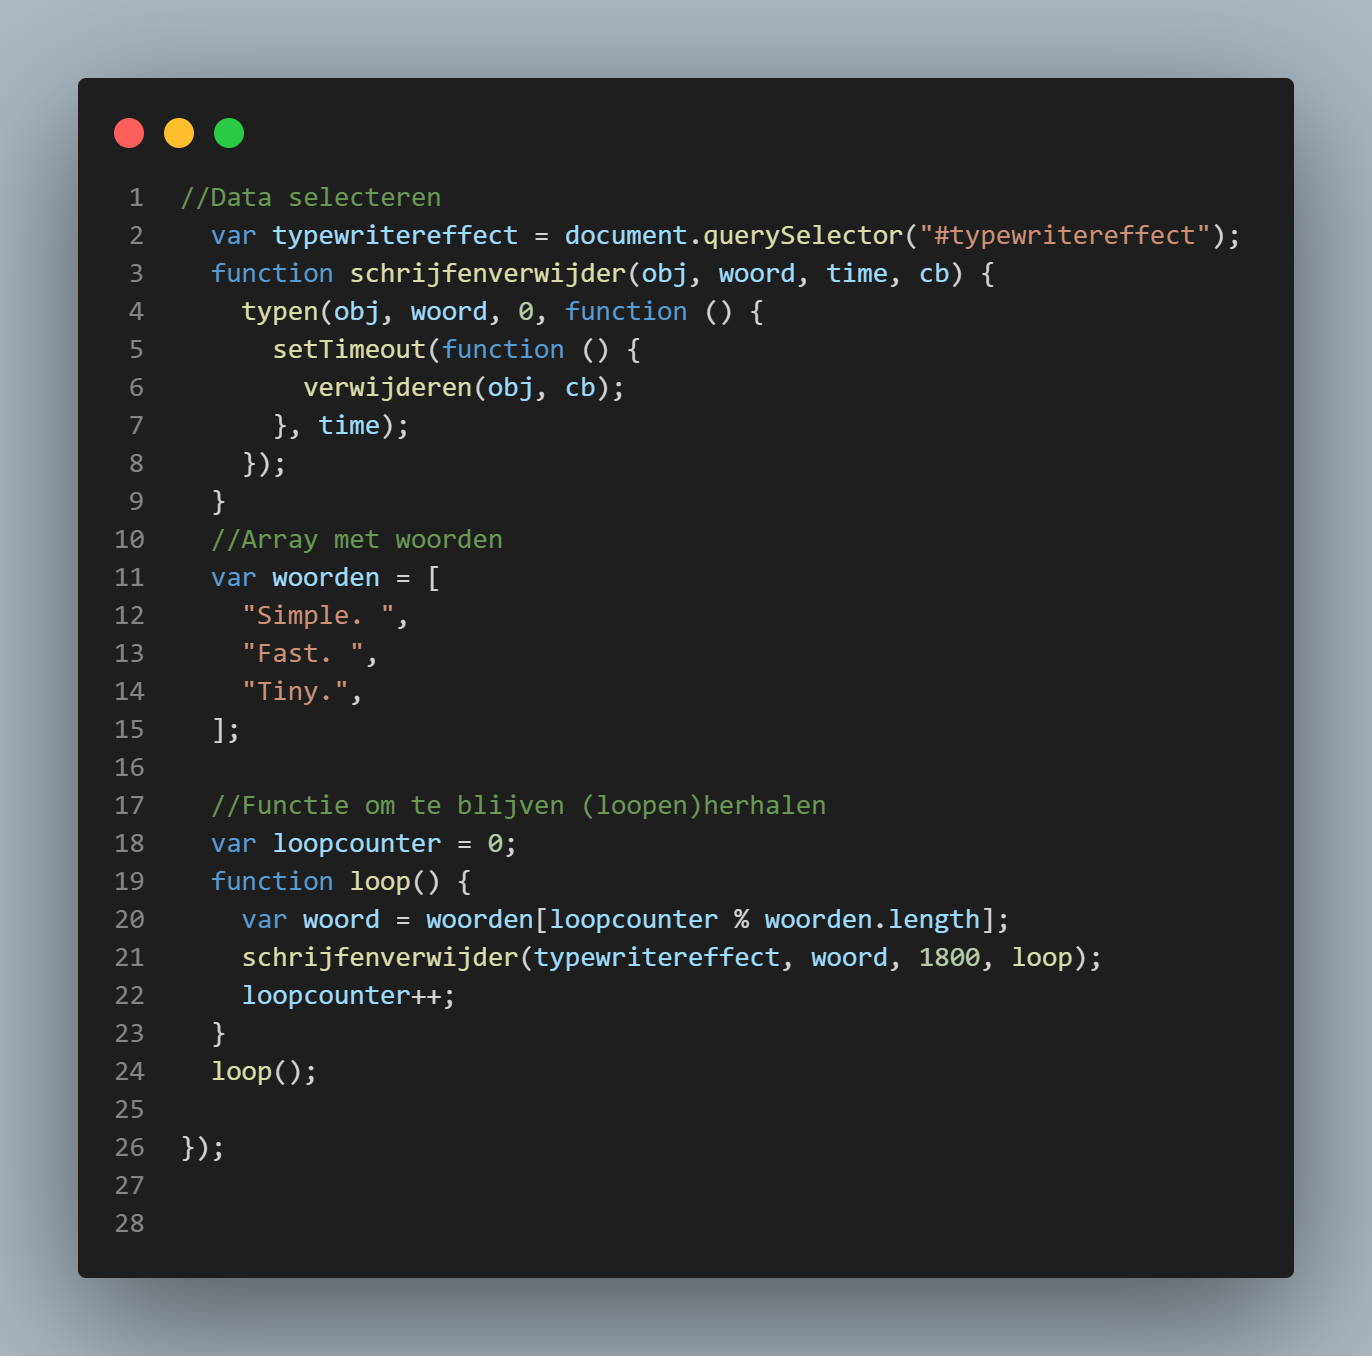 1 //Data selecteren
2   var typewritereffect = document.querySelector("#typewritereffect");
3   function schrijfenverwijder(obj, woord, time, cb) {
4     typen(obj, woord, 0, function () {
5       setTimeout(function () {
6         verwijderen(obj, cb);
7       }, time);
8     });
9   }
10   //Array met woorden
11   var woorden = [
12     "Simple. ",
13     "Fast. ",
14     "Tiny.",
15   ];
16
17   //Functie om te blijven (loopen)herhalen
18   var loopcounter = 0;
19   function loop() {
20     var woord = woorden[loopcounter % woorden.length];
21     schrijfenverwijder(typewritereffect, woord, 1800, loop);
22     loopcounter++;
23   }
24   loop();
25
26 });
27
28